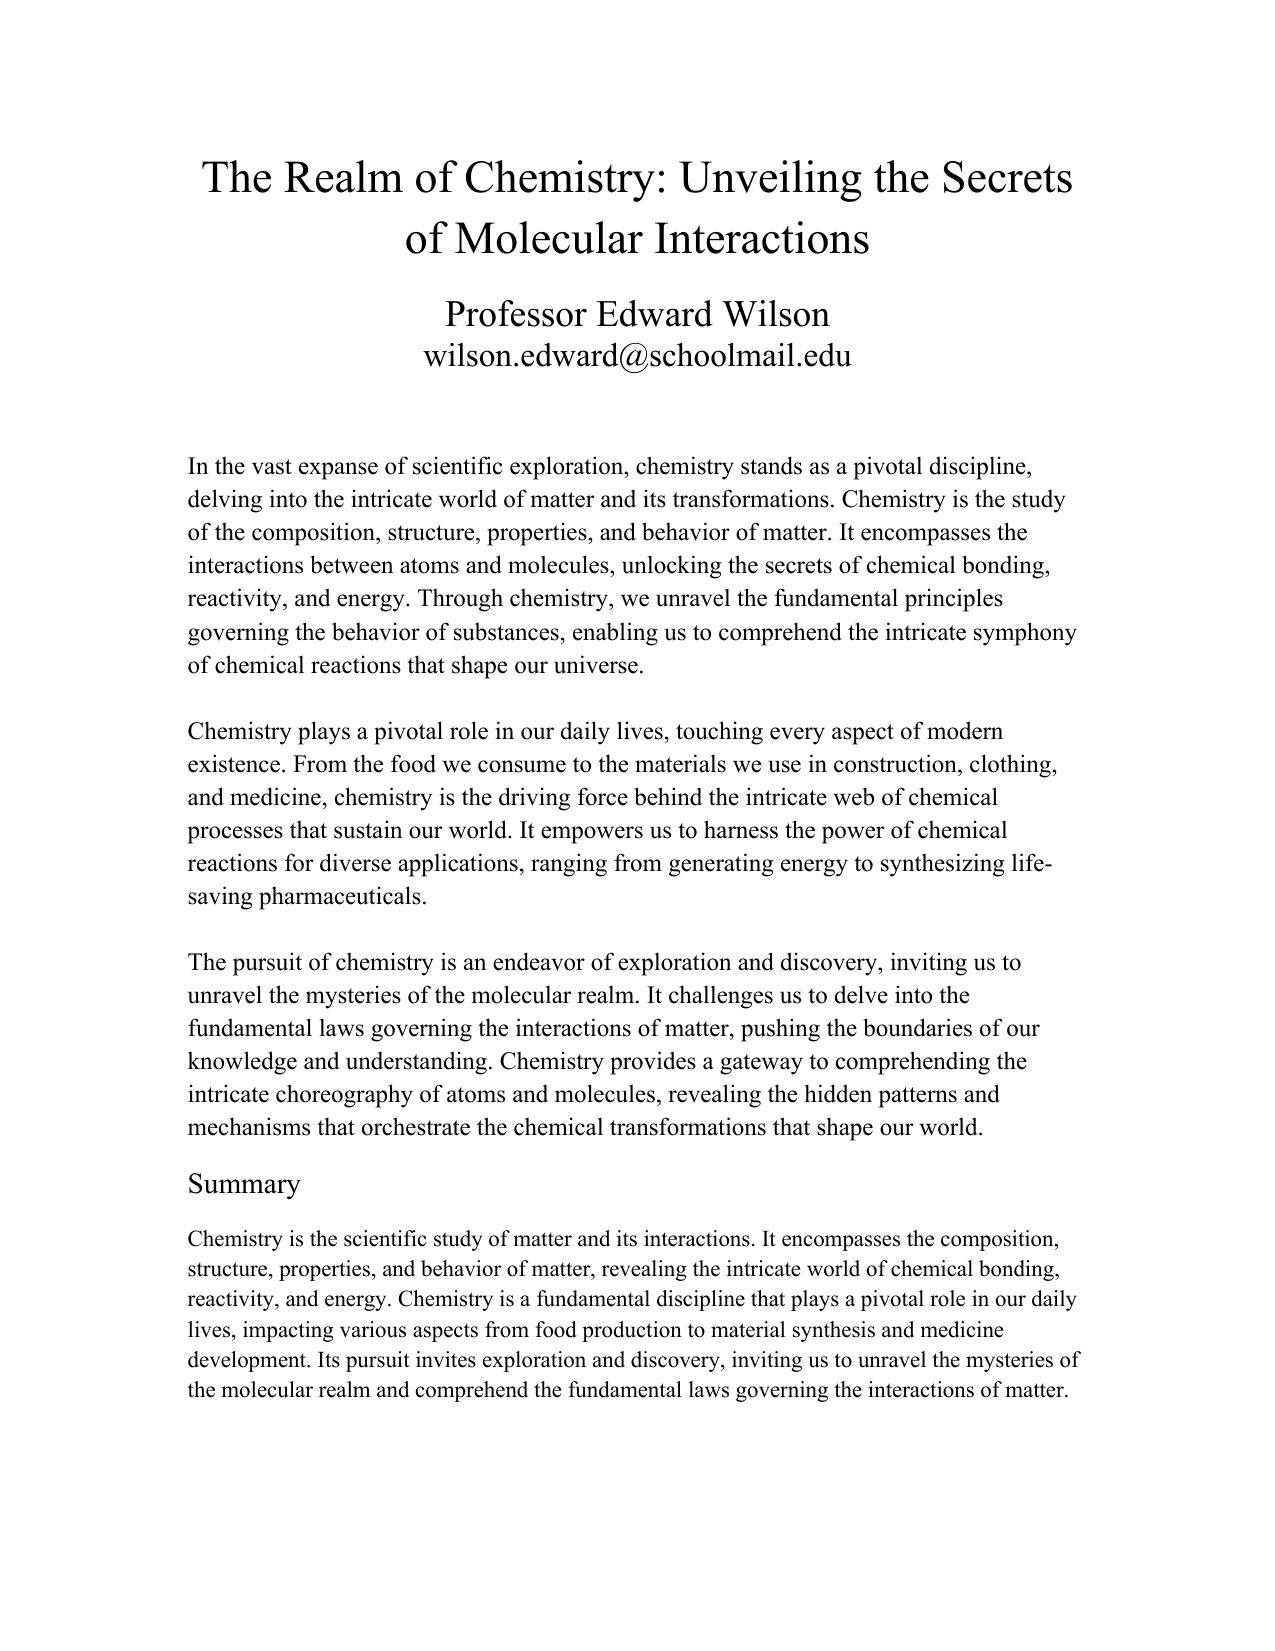 The Realm of Chemistry: Unveiling the Secrets
of Molecular Interactions
Professor Edward Wilson
wilson.edward@schoolmail.edu
In the vast expanse of scientific exploration, chemistry stands as a pivotal discipline,
delving into the intricate world of matter and its transformations. Chemistry is the study
of the composition, structure, properties, and behavior of matter. It encompasses the
interactions between atoms and molecules, unlocking the secrets of chemical bonding,
reactivity, and energy. Through chemistry, we unravel the fundamental principles
governing the behavior of substances, enabling us to comprehend the intricate symphony
of chemical reactions that shape our universe.
Chemistry plays a pivotal role in our daily lives, touching every aspect of modern
existence. From the food we consume to the materials we use in construction, clothing,
and medicine, chemistry is the driving force behind the intricate web of chemical
processes that sustain our world. It empowers us to harness the power of chemical
reactions for diverse applications, ranging from generating energy to synthesizing life-
saving pharmaceuticals.
The pursuit of chemistry is an endeavor of exploration and discovery, inviting us to
unravel the mysteries of the molecular realm. It challenges us to delve into the
fundamental laws governing the interactions of matter, pushing the boundaries of our
knowledge and understanding. Chemistry provides a gateway to comprehending the
intricate choreography of atoms and molecules, revealing the hidden patterns and
mechanisms that orchestrate the chemical transformations that shape our world.
Summary
Chemistry is the scientific study of matter and its interactions. It encompasses the composition,
structure, properties, and behavior of matter, revealing the intricate world of chemical bonding,
reactivity, and energy. Chemistry is a fundamental discipline that plays a pivotal role in our daily
lives, impacting various aspects from food production to material synthesis and medicine
development. Its pursuit invites exploration and discovery, inviting us to unravel the mysteries of
the molecular realm and comprehend the fundamental laws governing the interactions of matter.